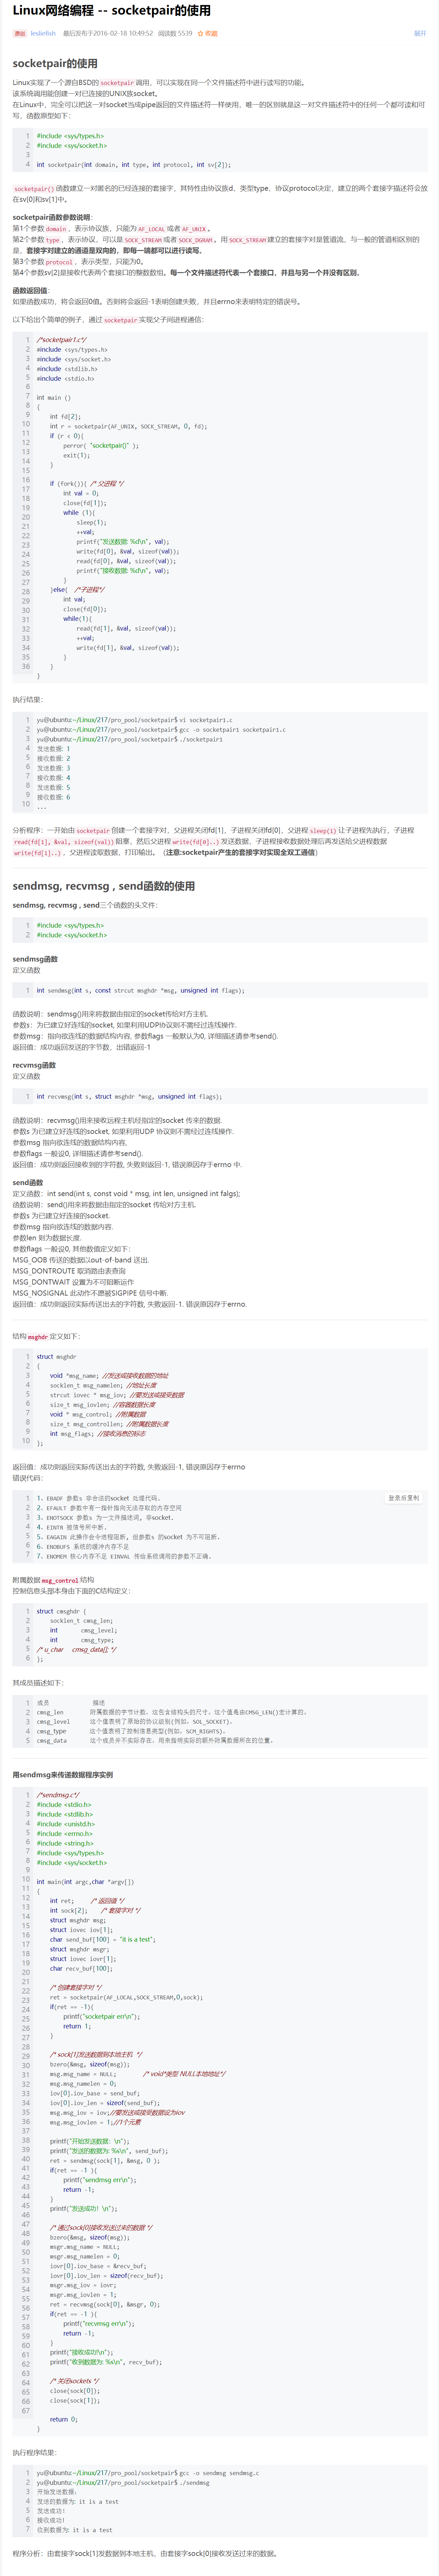 Linux网络编程 -- socketpair的使用
原创 lesliefish 最后发布于2016-02-18 10:49:52 阅读数 5539 ☆ 收藏 展开
socketpair的使用
Linux实现了一个源自BSD的socketpair调用，可以实现在同一个文件描述符中进行读写的功能。
该系统调用能创建一对已连接的UNIX族socket。
在Linux中，完全可以把这一对socket当成pipe返回的文件描述符一样使用，唯一的区别就是这一对文件描述符中的任何一个都可读和可
写，函数原型如下：
1 #include <sys/types.h>
2 #include <sys/socket.h>
3
4 int socketpair(int domain, int type, int protocol, int sv[2]);
socketpair()函数建立一对匿名的已经连接的套接字，其特性由协议族d、类型type、协议protocol决定，建立的两个套接字描述符会放
在sv[0]和sv[1]中。
socketpair函数参数说明：
第1个参数domain，表示协议族，只能为AF_LOCAL或者AF_UNIX。
第2个参数type，表示协议，可以是SOCK_STREAM或者SOCK_DGRAM。用SOCK_STREAM建立的套接字对是管道流，与一般的管道相区别的
是，套接字对建立的通道是双向的，即每一端都可以进行读写。
第3个参数protocol，表示类型，只能为0。
第4个参数sv[2]是接收代表两个套接口的整数数组。每一个文件描述符代表一个套接口，并且与另一个并没有区别。
函数返回值：
如果函数成功，将会返回0值。否则将会返回-1表明创建失败，并且errno来表明特定的错误号。
以下给出个简单的例子，通过socketpair实现父子间进程通信：
1 /*socketpair1.c*/
2 #include <sys/types.h>
3 #include <sys/socket.h>
4 #include <stdlib.h>
5 #include <stdio.h>
6
7 int main ()
8 {
9 int fd[2];
10 int r = socketpair(AF_UNIX, SOCK_STREAM, 0, fd);
11 if (r < 0){
12 perror( "socketpair()" );
13 exit(1);
14 }
15
16 if (fork()){ /* 父进程 */
17 int val = 0;
18 close(fd[1]);
19 while (1){
20 sleep(1);
21 ++val;
22 printf("发送数据: %d\n", val);
23 write(fd[0], &val, sizeof(val));
24 read(fd[0], &val, sizeof(val));
25 printf("接收数据: %d\n", val);
26 }
27 }else{ /*子进程*/
28 int val;
29 close(fd[0]);
30 while(1){
31 read(fd[1], &val, sizeof(val));
32 ++val;
33 write(fd[1], &val, sizeof(val));
34 }
35 }
36 }
执行结果：
1 yu@ubuntu:~/Linux/217/pro_pool/socketpair$ vi socketpair1.c
2 yu@ubuntu:~/Linux/217/pro_pool/socketpair$ gcc -o socketpair1 socketpair1.c
3 yu@ubuntu:~/Linux/217/pro_pool/socketpair$ ./socketpair1
4 发送数据: 1
5 接收数据: 2
6 发送数据: 3
7 接收数据: 4
8 发送数据: 5
9 接收数据: 6
10 ...
分析程序：一开始由socketpair创建一个套接字对，父进程关闭fd[1]，子进程关闭fd[0]，父进程sleep(1)让子进程先执行，子进程
read(fd[1], &val, sizeof(val))阻塞，然后父进程write(fd[0]..)发送数据，子进程接收数据处理后再发送给父进程数据
write(fd[1]..)，父进程读取数据，打印输出。（注意:socketpair产生的套接字对实现全双工通信）
sendmsg, recvmsg , send函数的使用
sendmsg, recvmsg , send三个函数的头文件：
1 #include <sys/types.h>
2 #include <sys/socket.h>
sendmsg函数
定义函数
1 int sendmsg(int s, const strcut msghdr *msg, unsigned int flags);
函数说明：sendmsg()用来将数据由指定的socket传给对方主机.
参数s：为已建立好连线的socket, 如果利用UDP协议则不需经过连线操作.
参数msg：指向欲连线的数据结构内容, 参数flags 一般默认为0, 详细描述请参考send().
返回值：成功返回发送的字节数，出错返回-1
recvmsg函数
定义函数
1 int recvmsg(int s, struct msghdr *msg, unsigned int flags);
函数说明：recvmsg()用来接收远程主机经指定的socket 传来的数据.
参数s 为已建立好连线的socket, 如果利用UDP 协议则不需经过连线操作.
参数msg 指向欲连线的数据结构内容,
参数flags 一般设0, 详细描述请参考send().
返回值：成功则返回接收到的字符数, 失败则返回-1, 错误原因存于errno 中.
send函数
定义函数：int send(int s, const void * msg, int len, unsigned int falgs);
函数说明：send()用来将数据由指定的socket 传给对方主机.
参数s 为已建立好连接的socket.
参数msg 指向欲连线的数据内容.
参数len 则为数据长度.
参数flags 一般设0, 其他数值定义如下：
MSG_OOB 传送的数据以out-of-band 送出.
MSG_DONTROUTE 取消路由表查询
MSG_DONTWAIT 设置为不可阻断运作
MSG_NOSIGNAL 此动作不愿被SIGPIPE 信号中断.
返回值：成功则返回实际传送出去的字符数, 失败返回-1. 错误原因存于errno.
结构msghdr定义如下：
1 struct msghdr
2 {
3 void *msg_name; //发送或接收数据的地址
4 socklen_t msg_namelen; //地址长度
5 strcut iovec * msg_iov; //要发送或接受数据
6 size_t msg_iovlen; //容器数据长度
7 void * msg_control; //附属数据
8 size_t msg_controllen; //附属数据长度
9 int msg_flags; //接收消息的标志
10 };
返回值：成功则返回实际传送出去的字符数, 失败返回-1, 错误原因存于errno
错误代码：
登录后复制
1 1. EBADF 参数s 非合法的socket 处理代码.
2 2. EFAULT 参数中有一指针指向无法存取的内存空间
3 3. ENOTSOCK 参数s 为一文件描述词, 非socket.
4 4. EINTR 被信号所中断.
5 5. EAGAIN 此操作会令进程阻断, 但参数s 的socket 为不可阻断.
6 6. ENOBUFS 系统的缓冲内存不足
7 7. ENOMEM 核心内存不足 EINVAL 传给系统调用的参数不正确.
附属数据msg_control结构
控制信息头部本身由下面的C结构定义：
1 struct cmsghdr {
2 socklen_t cmsg_len;
3 int cmsg_level;
4 int cmsg_type;
5 /* u_char cmsg_data[]; */
6 };
其成员描述如下：
1 成员 描述
2 cmsg_len 附属数据的字节计数，这包含结构头的尺寸。这个值是由CMSG_LEN()宏计算的。
3 cmsg_level 这个值表明了原始的协议级别(例如，SOL_SOCKET)。
4 cmsg_type 这个值表明了控制信息类型(例如，SCM_RIGHTS)。
5 cmsg_data 这个成员并不实际存在，用来指明实际的额外附属数据所在的位置。
用sendmsg来传递数据程序实例
1 /*sendmsg.c*/
2 #include <stdio.h>
3 #include <stdlib.h>
4 #include <unistd.h>
5 #include <errno.h>
6 #include <string.h>
7 #include <sys/types.h>
8 #include <sys/socket.h>
9
10 int main(int argc,char *argv[])
11 {
12 int ret; /* 返回值 */
13 int sock[2]; /* 套接字对 */
14 struct msghdr msg;
15 struct iovec iov[1];
16 char send_buf[100] = "it is a test";
17 struct msghdr msgr;
18 struct iovec iovr[1];
19 char recv_buf[100];
20
21 /* 创建套接字对 */
22 ret = socketpair(AF_LOCAL,SOCK_STREAM,0,sock);
23 if(ret == -1){
24 printf("socketpair err\n");
25 return 1;
26 }
27
28 /* sock[1]发送数据到本地主机 */
29 bzero(&msg, sizeof(msg));
30 msg.msg_name = NULL; /* void*类型 NULL本地地址*/
31 msg.msg_namelen = 0;
32 iov[0].iov_base = send_buf;
33 iov[0].iov_len = sizeof(send_buf);
34 msg.msg_iov = iov;//要发送或接受数据设为iov
35 msg.msg_iovlen = 1;//1个元素
36
37 printf("开始发送数据：\n");
38 printf("发送的数据为: %s\n", send_buf);
39 ret = sendmsg(sock[1], &msg, 0 );
40 if(ret == -1 ){
41 printf("sendmsg err\n");
42 return -1;
43 }
44 printf("发送成功！\n");
45
46 /* 通过sock[0]接收发送过来的数据 */
47 bzero(&msg, sizeof(msg));
48 msgr.msg_name = NULL;
49 msgr.msg_namelen = 0;
50 iovr[0].iov_base = &recv_buf;
51 iovr[0].iov_len = sizeof(recv_buf);
52 msgr.msg_iov = iovr;
53 msgr.msg_iovlen = 1;
54 ret = recvmsg(sock[0], &msgr, 0);
55 if(ret == -1 ){
56 printf("recvmsg err\n");
57 return -1;
58 }
59 printf("接收成功!\n");
60 printf("收到数据为: %s\n", recv_buf);
61
62 /* 关闭sockets */
63 close(sock[0]);
64 close(sock[1]);
65
66 return 0;
67 }
执行程序结果：
1 yu@ubuntu:~/Linux/217/pro_pool/socketpair$ gcc -o sendmsg sendmsg.c
2 yu@ubuntu:~/Linux/217/pro_pool/socketpair$ ./sendmsg
3 开始发送数据：
4 发送的数据为: it is a test
5 发送成功！
6 接收成功!
7 收到数据为: it is a test
程序分析：由套接字sock[1]发数据到本地主机，由套接字sock[0]接收发送过来的数据。